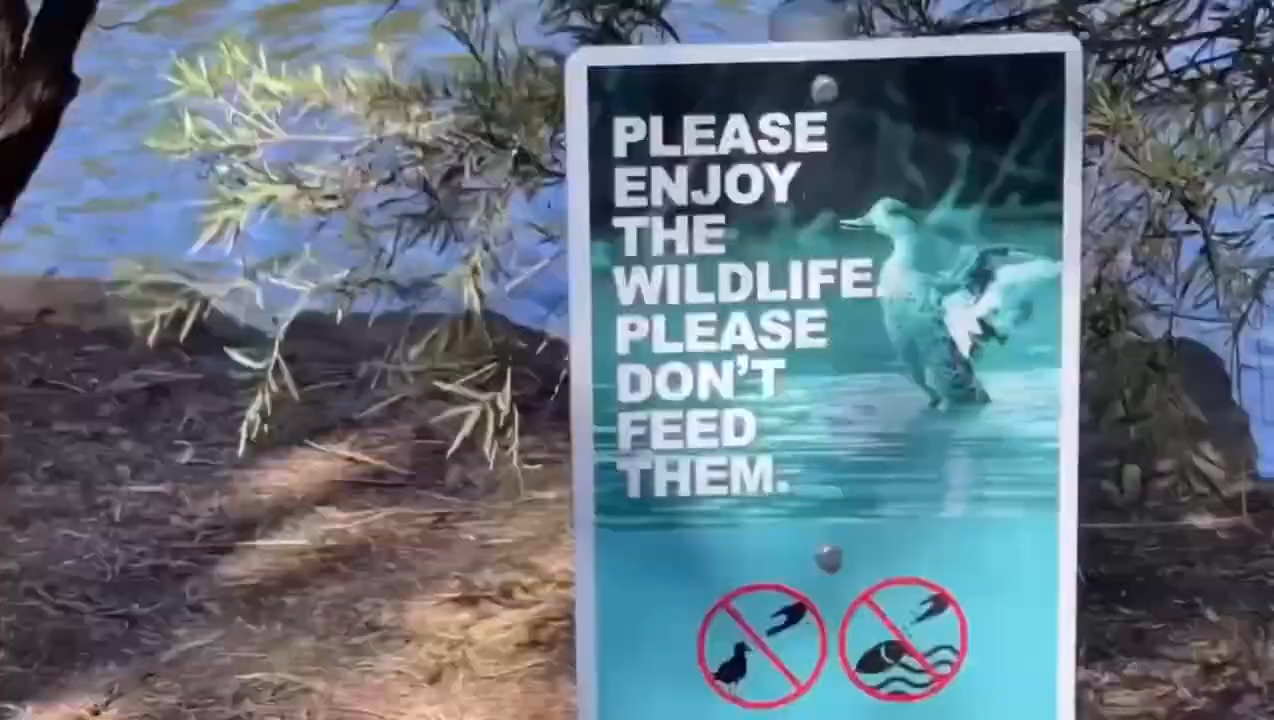 PLEASE
ENJOY
THE
WILDLIFE.
PLEASE
DON'T
FEED
THEM.